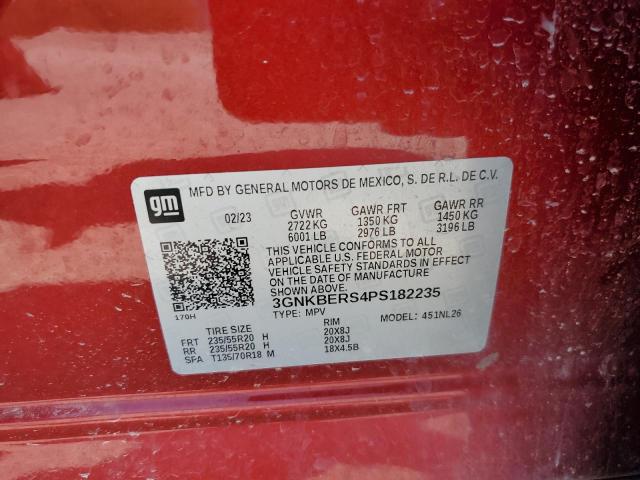 gm
MFD BY GENERAL MOTORS DE MEXICO, S. DE R.L. DE C.V.
02/23 GVWR GAWR FRT GAWR RR
2722 KG 1350 KG 1450 KG
6001 LB 2976 LB 3196 LB
THIS VEHICLE CONFORMS TO ALL
APPLICABLE U.S. FEDERAL MOTOR
VEHICLE SAFETY STANDARDS IN EFFECT
ON THE DATE OF MANUFACTURE
SHOWN ABOVE.
3GNKBERS4PS182235
170H
TYPE: MPV MODEL: 451NL26
TIRE SIZE RIM
FRT 235/55R20 H 20X8J
RR 235/55R20 H 20X8J
SPA T135/70R18 M 18X4.5B